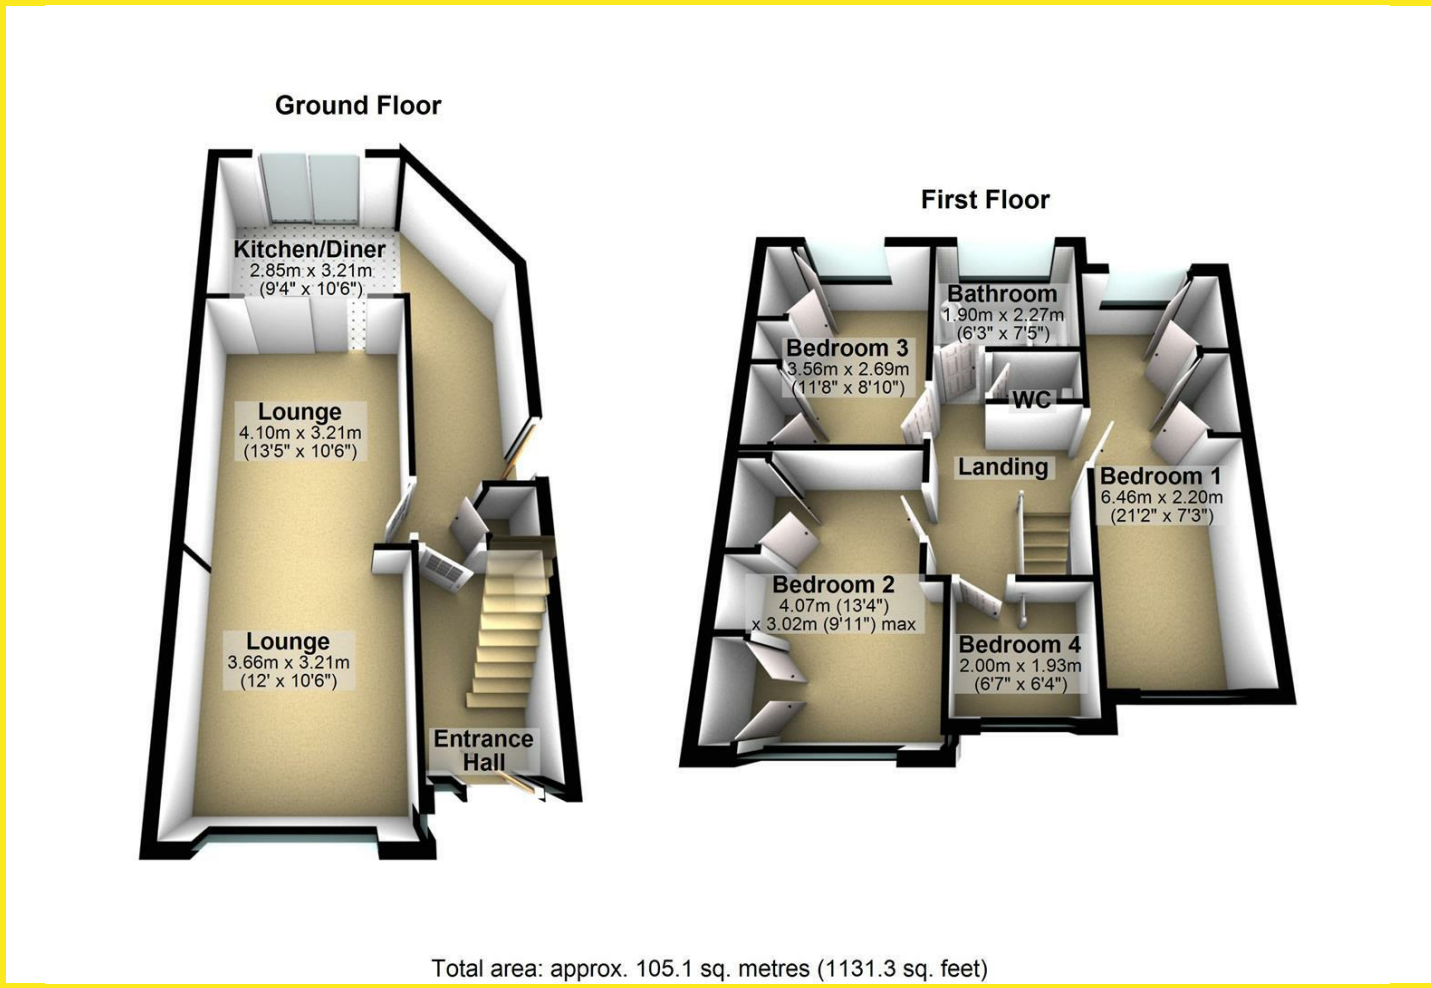 Ground Floor
Kitchen/Diner
2.85m x 3.21m
(9'4" x 10'6")
Lounge
4.10m x 3.21m
(13'5" x 10'6")
Lounge
3.66m x 3.21m
(12' x 10'6")
Entrance
Hall
First Floor
Bathroom
1.90m x 2.27m
(6'3" x 7'5")
Bedroom 3
3.56m x 2.69m
(11'8" x 8'10")
WC
Landing
Bedroom 1
6.46m x 2.20m
(21'2" x 7'3")
Bedroom 2
4.07m (13'4")
x 3.02m (9'11") max
Bedroom 4
2.00m x 1.93m
(6'7" x 6'4")
Total area: approx. 105.1 sq. metres (1131.3 sq. feet)